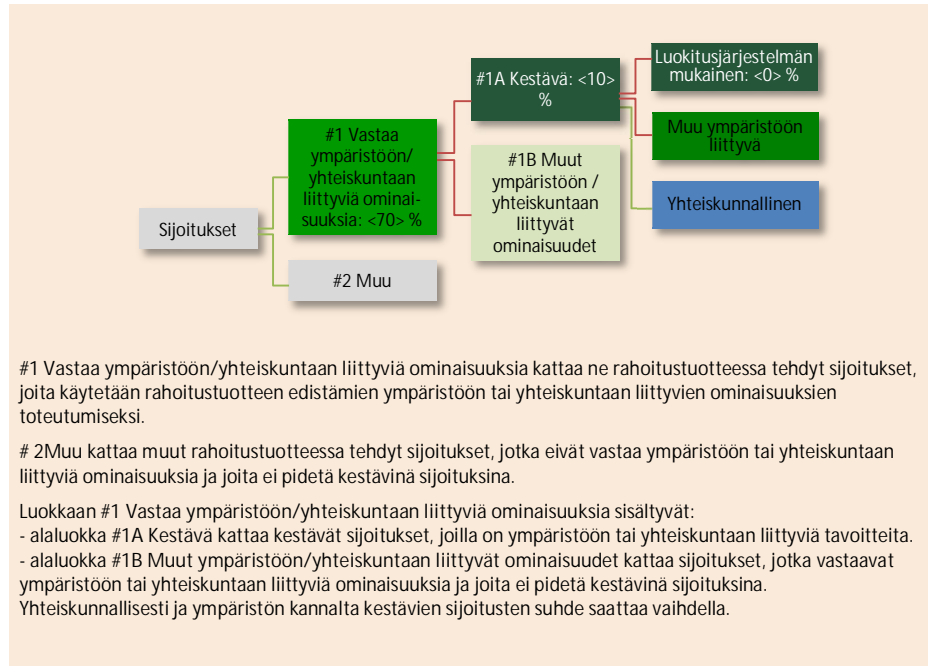 Sijoitukset
#1 Vastaa
ympäristöön/
yhteiskuntaan
liittyviä ominai-
suuksia: <70> %
#2 Muu
#1A Kestävä: <10>
%
#1B Muut
ympäristöön /
yhteiskuntaan
liittyvät
ominaisuudet
Luokitusjärjestelmän
mukainen: <0> %
Muu ympäristöön
liittyvä
Yhteiskunnallinen
#1 Vastaa ympäristöön/yhteiskuntaan liittyviä ominaisuuksia kattaa ne rahoitustuotteessa tehdyt sijoitukset,
joita käytetään rahoitustuotteen edistämien ympäristöön tai yhteiskuntaan liittyvien ominaisuuksien
toteutumiseksi.
# 2Muu kattaa muut rahoitustuotteessa tehdyt sijoitukset, jotka eivät vastaa ympäristöön tai yhteiskuntaan
liittyviä ominaisuuksia ja joita ei pidetä kestävinä sijoituksina.
Luokkaan #1 Vastaa ympäristöön/yhteiskuntaan liittyviä ominaisuuksia sisältyvät:
- alaluokka #1A Kestävä kattaa kestävät sijoitukset, joilla on ympäristöön tai yhteiskuntaan liittyviä tavoitteita.
- alaluokka #1B Muut ympäristöön/yhteiskuntaan liittyvät ominaisuudet kattaa sijoitukset, jotka vastaavat
ympäristöön tai yhteiskuntaan liittyviä ominaisuuksia ja joita ei pidetä kestävinä sijoituksina.
Yhteiskunnallisesti ja ympäristön kannalta kestävien sijoitusten suhde saattaa vaihdella.